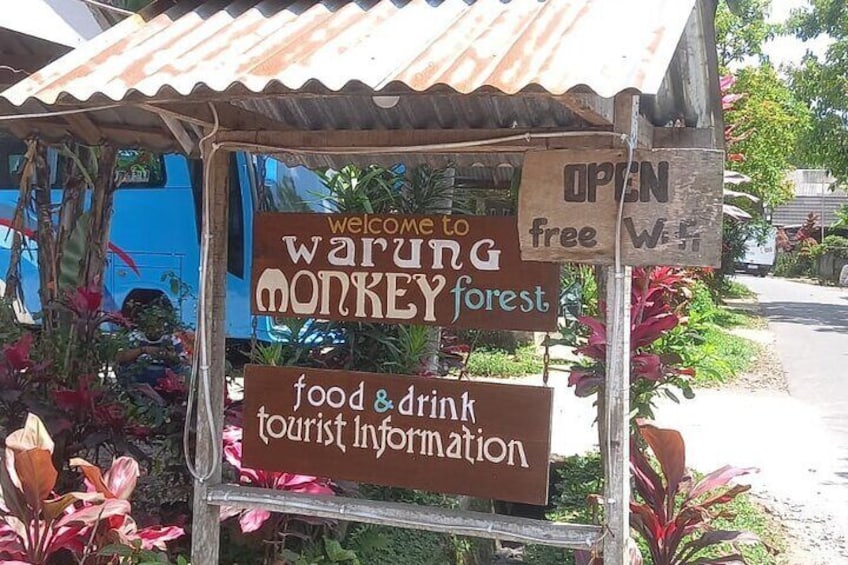 OPEN
free Wifi
welcome to
warung
MONKEY forest
food & drink
tourist Information